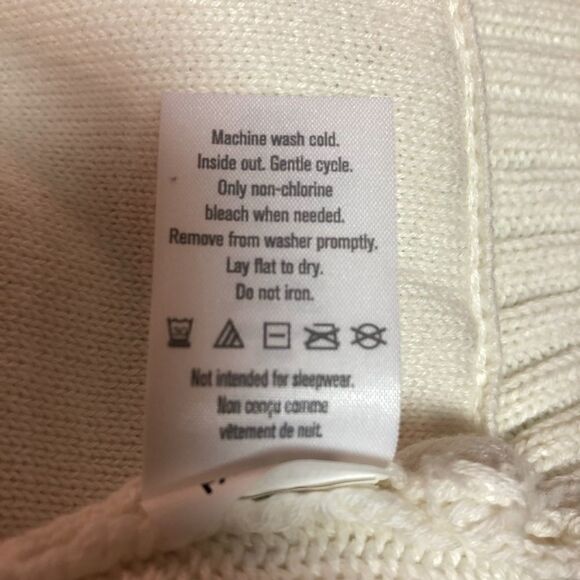 Machine wash cold.
Inside out. Gentle cycle.
Only non-chlorine
bleach when needed.
Remove from washer promptly.
Lay flat to dry.
Do not iron.
Not intended for sleepwear.
Non conçu comme
vêtement de nuit.